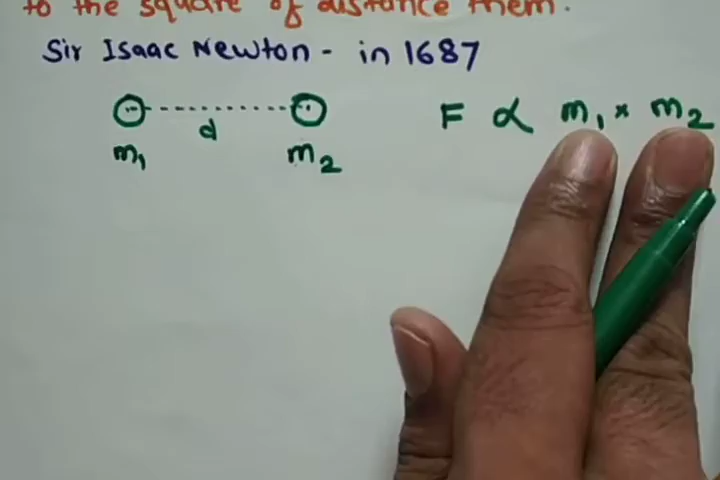 to the square of distance them.
Sir Isaac Newton - in 1687
d
m1 m2
F ∝ m1 × m2